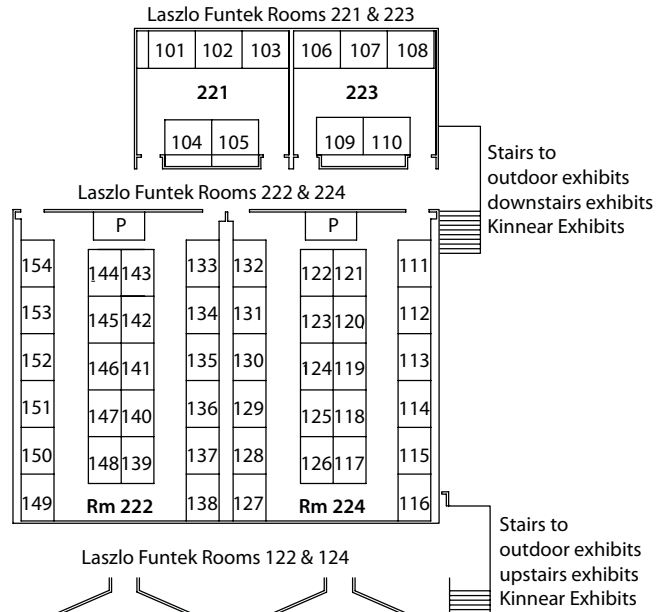 Laszlo Funtek Rooms 221 & 223
101 102 103 106 107 108
221 223
104 105 109 110
Stairs to
outdoor exhibits
downstairs exhibits
Kinnear Exhibits
Laszlo Funtek Rooms 222 & 224
P P
154 144 143 133 132 122 121 111
153 145 142 134 131 123 120 112
152 146 141 135 130 124 119 113
151 147 140 136 129 125 118 114
150 148 139 137 128 126 117 115
149 Rm 222 138 127 Rm 224 116
Stairs to
outdoor exhibits
upstairs exhibits
Kinnear Exhibits
Laszlo Funtek Rooms 122 & 124